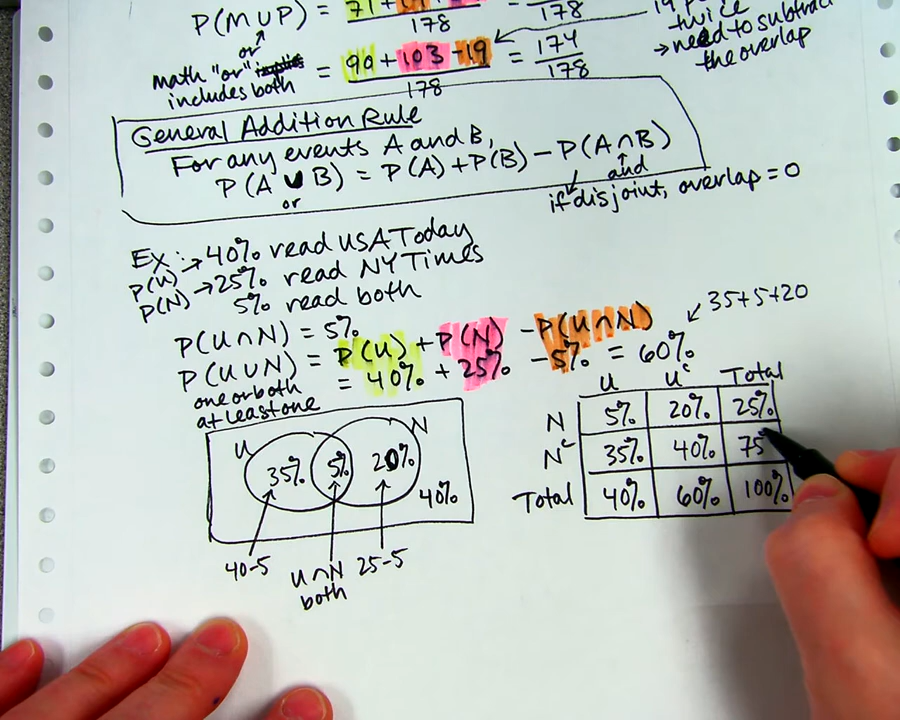 P(M ∪ P) =
178
178
twice
→ need to subtract
the overlap
or
math "or"
includes both
= 90 + 103 - 19 = 174
178 178
General Addition Rule
For any events A and B,
P(A ∪ B) = P(A) + P(B) - P(A ∩ B)
or
and
if disjoint, overlap = 0
Ex: → 40% read USA Today
P(U)
→ 25% read NY Times
P(N)
5% read both
P(U ∩ N) = 5%
P(U ∪ N) = P(U) + P(N) - P(U ∩ N)
one or both
at least one
= 40% + 25% - 5% = 60%
35+5+20
U N
35% 5% 20%
40%
40-5
U ∩ N
both
25-5
U Uᶜ Total
N 5% 20% 25%
Nᶜ 35% 40% 75
Total 40% 60% 100%